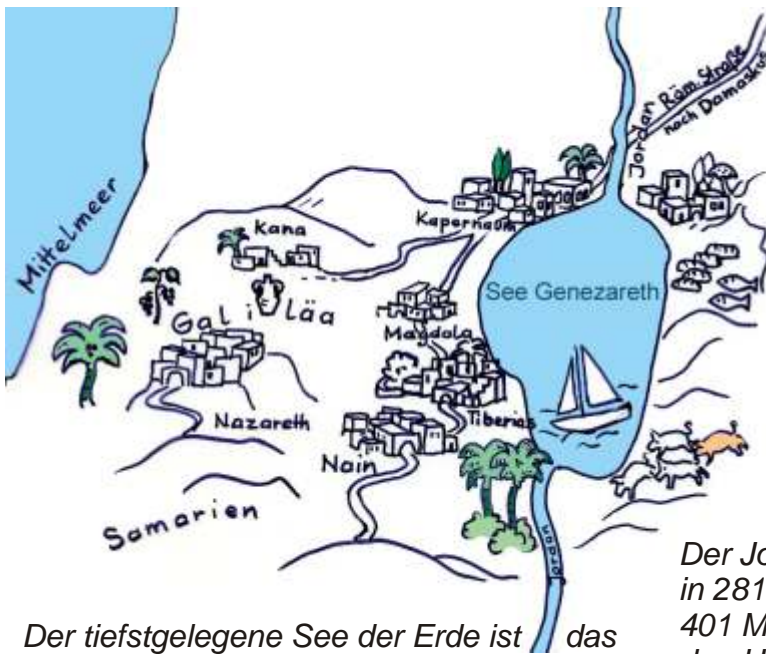 Röm. Straße
nach Damaskus
Jordan
Mittelmeer
Kapernaum
Kana
See Genezareth
Galiläa
Magdala
Tiberias
Nazareth
Nain
Samarien
Der Jo
in 281
401 M
Der tiefstgelegene See der Erde ist das